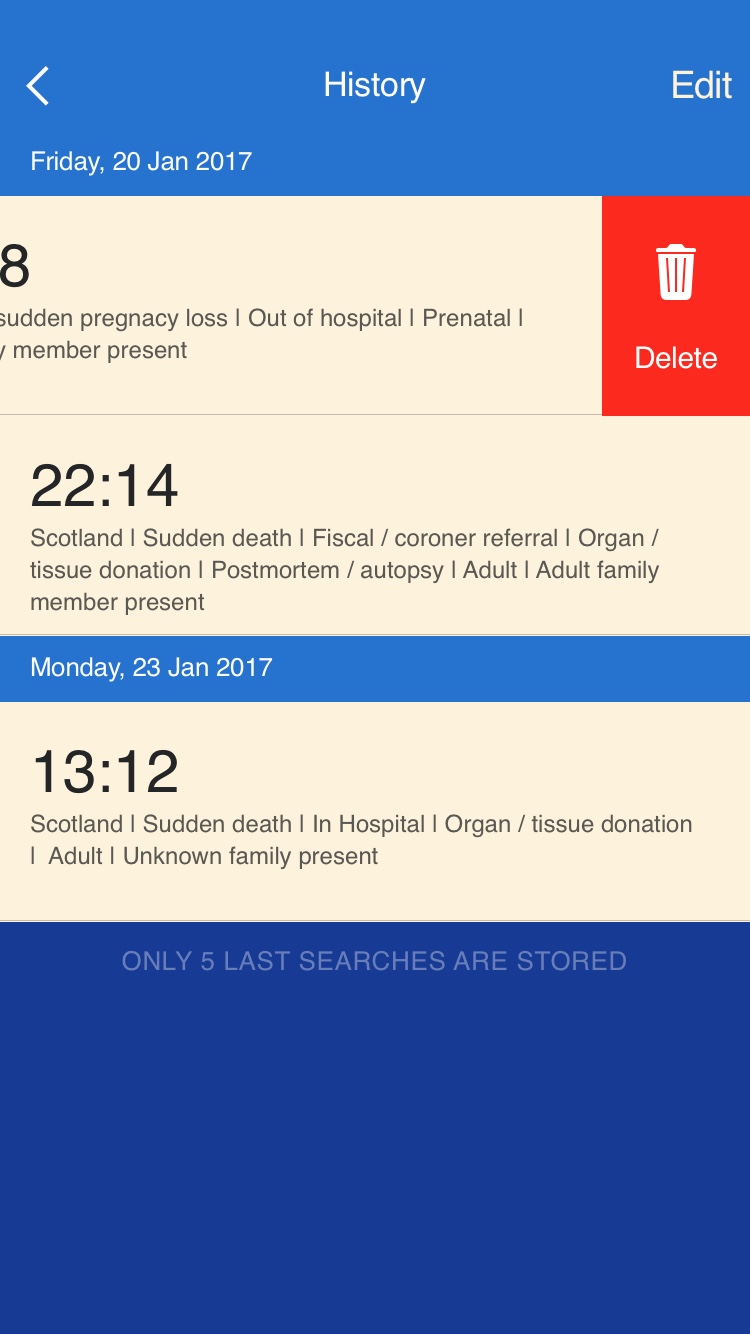 History
Edit
Friday, 20 Jan 2017
8
sudden pregnacy loss | Out of hospital | Prenatal |
y member present
Delete
22:14
Scotland | Sudden death | Fiscal / coroner referral | Organ /
tissue donation | Postmortem / autopsy | Adult | Adult family
member present
Monday, 23 Jan 2017
13:12
Scotland | Sudden death | In Hospital | Organ / tissue donation
| Adult | Unknown family present
ONLY 5 LAST SEARCHES ARE STORED